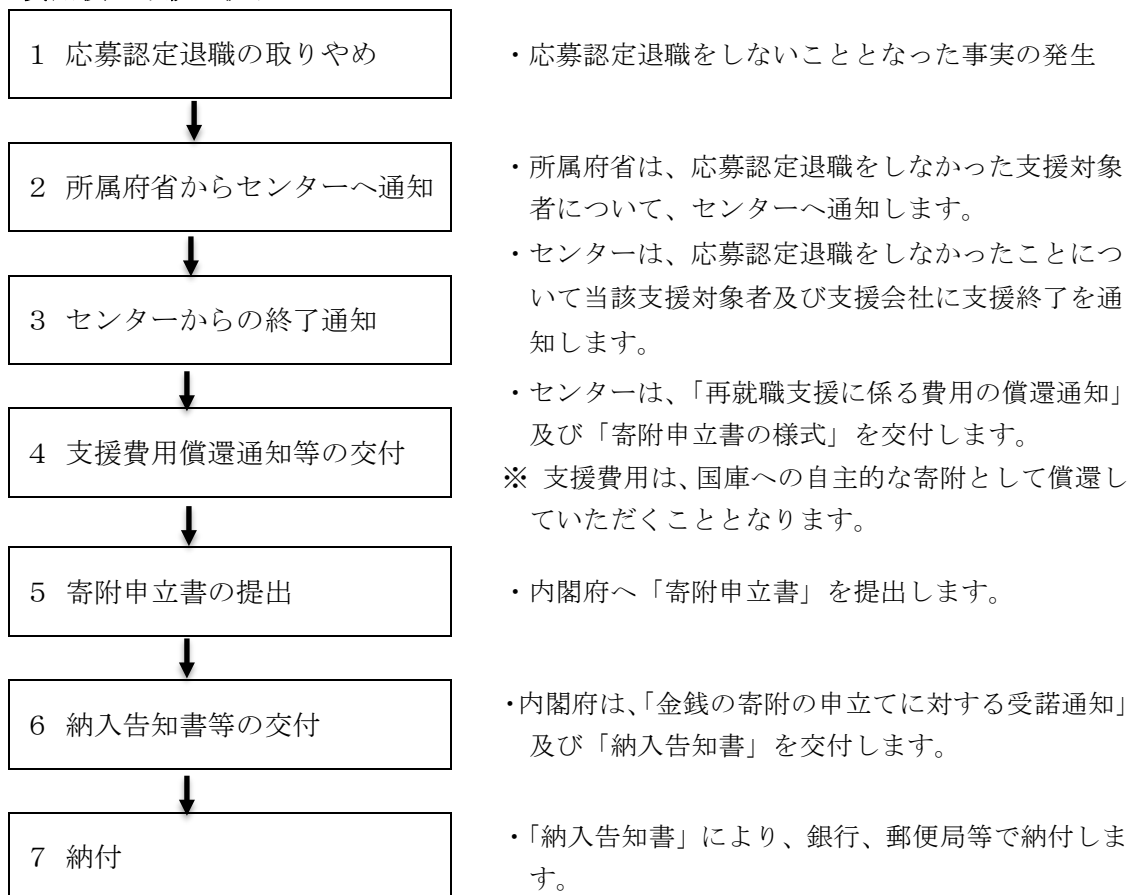 1 応募認定退職の取りやめ
・応募認定退職をしないこととなった事実の発生
2 所属府省からセンターへ通知
・所属府省は、応募認定退職をしなかった支援対象
者について、センターへ通知します。
・センターは、応募認定退職をしなかったことにつ
いて当該支援対象者及び支援会社に支援終了を通
知します。
3 センターからの終了通知
・センターは、「再就職支援に係る費用の償還通知」
及び「寄附申立書の様式」を交付します。
※ 支援費用は、国庫への自主的な寄附として償還し
ていただくこととなります。
4 支援費用償還通知等の交付
5 寄附申立書の提出
・内閣府へ「寄附申立書」を提出します。
6 納入告知書等の交付
・内閣府は、「金銭の寄附の申立てに対する受諾通知」
及び「納入告知書」を交付します。
7 納付
・「納入告知書」により、銀行、郵便局等で納付しま
す。